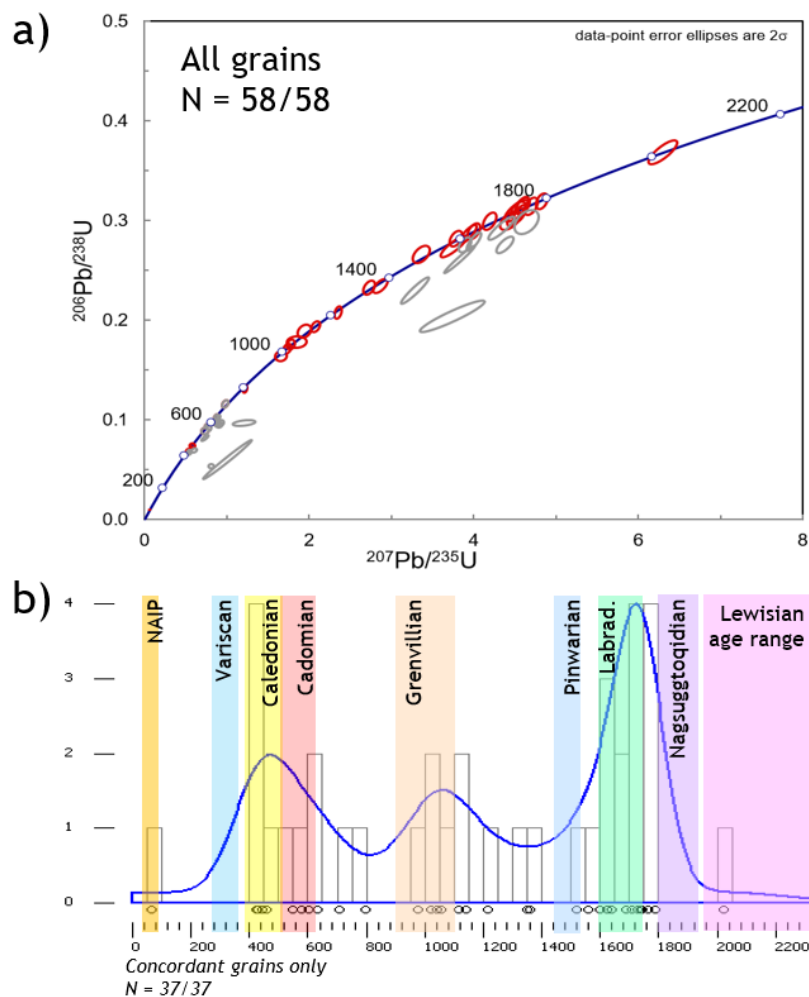 a)
0.5
data-point error ellipses are 2σ
All grains
N = 58/58
2200
0.4
1800
0.3
1400
206Pb/238U
0.2
1000
600
0.1
200
0.0
0 2 4 6 8
207Pb/235U
b)
4
NAIP
Variscan
Caledonian
Cadomian
Grenvillian
Pinwarian
Labrad.
Nagsuggtoqidian
Lewisian
age range
3
2
1
0
0 200 400 600 800 1000 1200 1400 1600 1800 2000 2200
Concordant grains only
N = 37/37